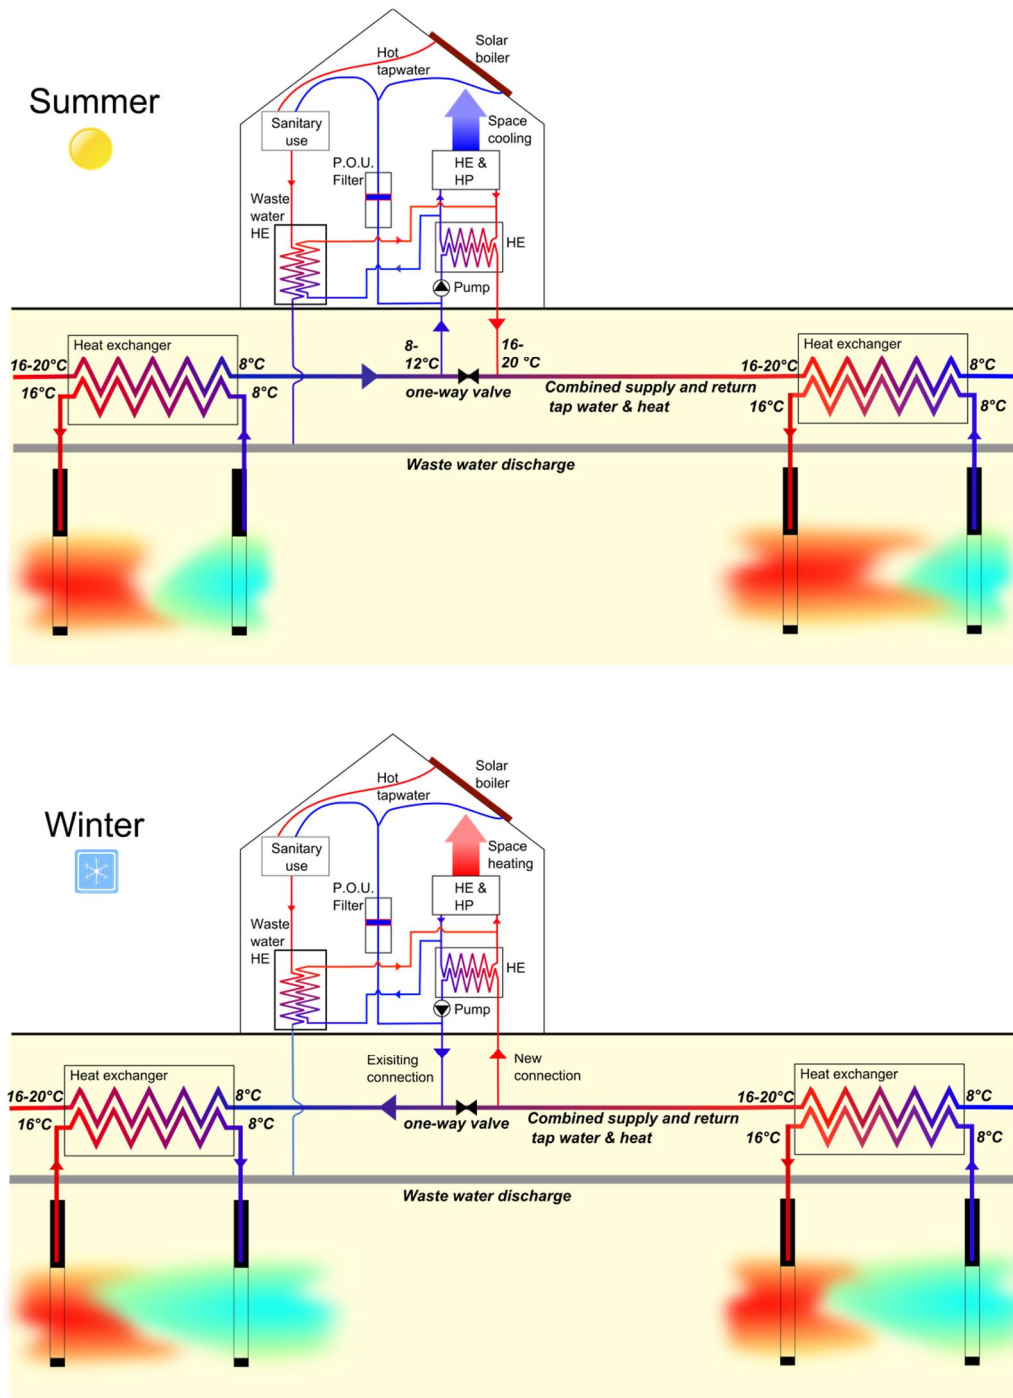 Summer
Solar
boiler
Hot
tapwater
Sanitary
use
Space
cooling
P.O.U.
Filter
HE &
HP
Waste
water
HE
HE
Pump
Heat exchanger
16-20°C
8°C
16°C
8°C
8-
12°C
16-
20 °C
one-way valve
Combined supply and return
tap water & heat
Heat exchanger
16-20°C
8°C
16°C
8°C
Waste water discharge
Winter
Solar
boiler
Hot
tapwater
Sanitary
use
Space
heating
P.O.U.
Filter
HE &
HP
Waste
water
HE
HE
Pump
Exisiting
connection
New
connection
Heat exchanger
16-20°C
8°C
16°C
8°C
one-way valve
Combined supply and return
tap water & heat
Heat exchanger
16-20°C
8°C
16°C
8°C
Waste water discharge